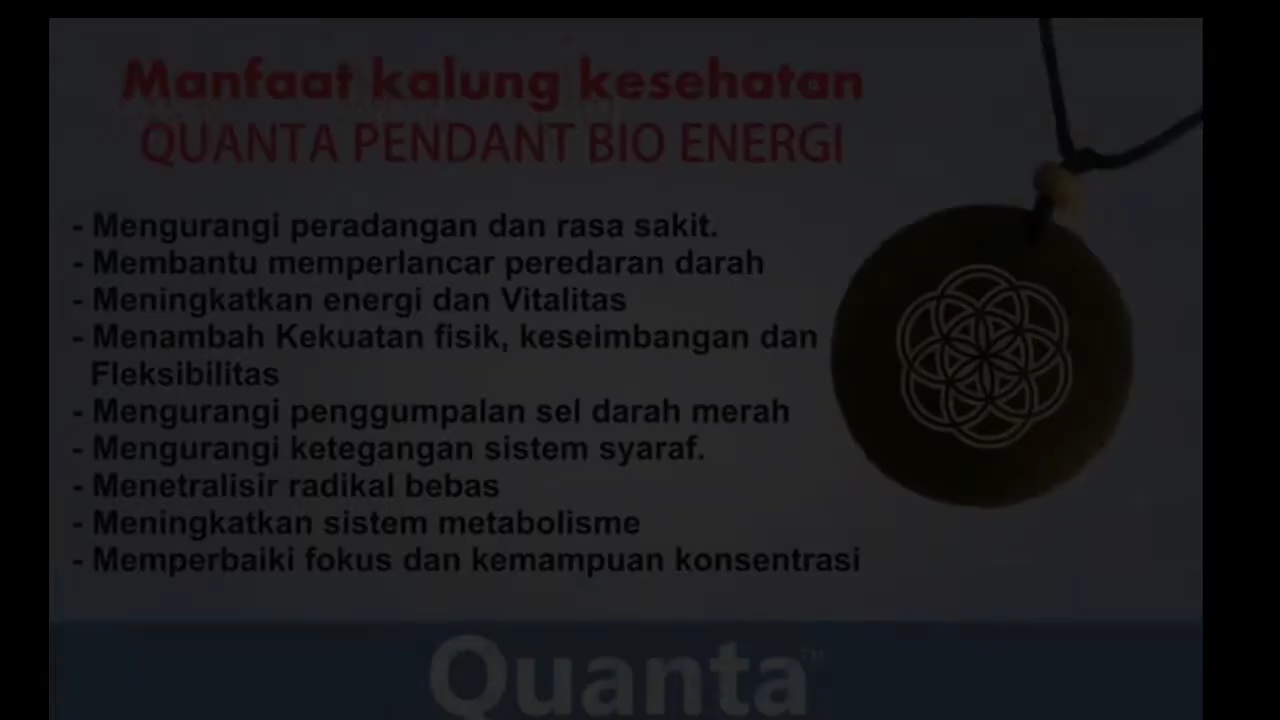 Manfaat kalung kesehatan
QUANTA PENDANT BIO ENERGI
- Mengurangi peradangan dan rasa sakit.
- Membantu memperlancar peredaran darah
- Meningkatkan energi dan Vitalitas
- Menambah Kekuatan fisik, keseimbangan dan
Fleksibilitas
- Mengurangi penggumpalan sel darah merah
- Mengurangi ketegangan sistem syaraf.
- Menetralisir radikal bebas
- Meningkatkan sistem metabolisme
- Memperbaiki fokus dan kemampuan konsentrasi
Quanta™